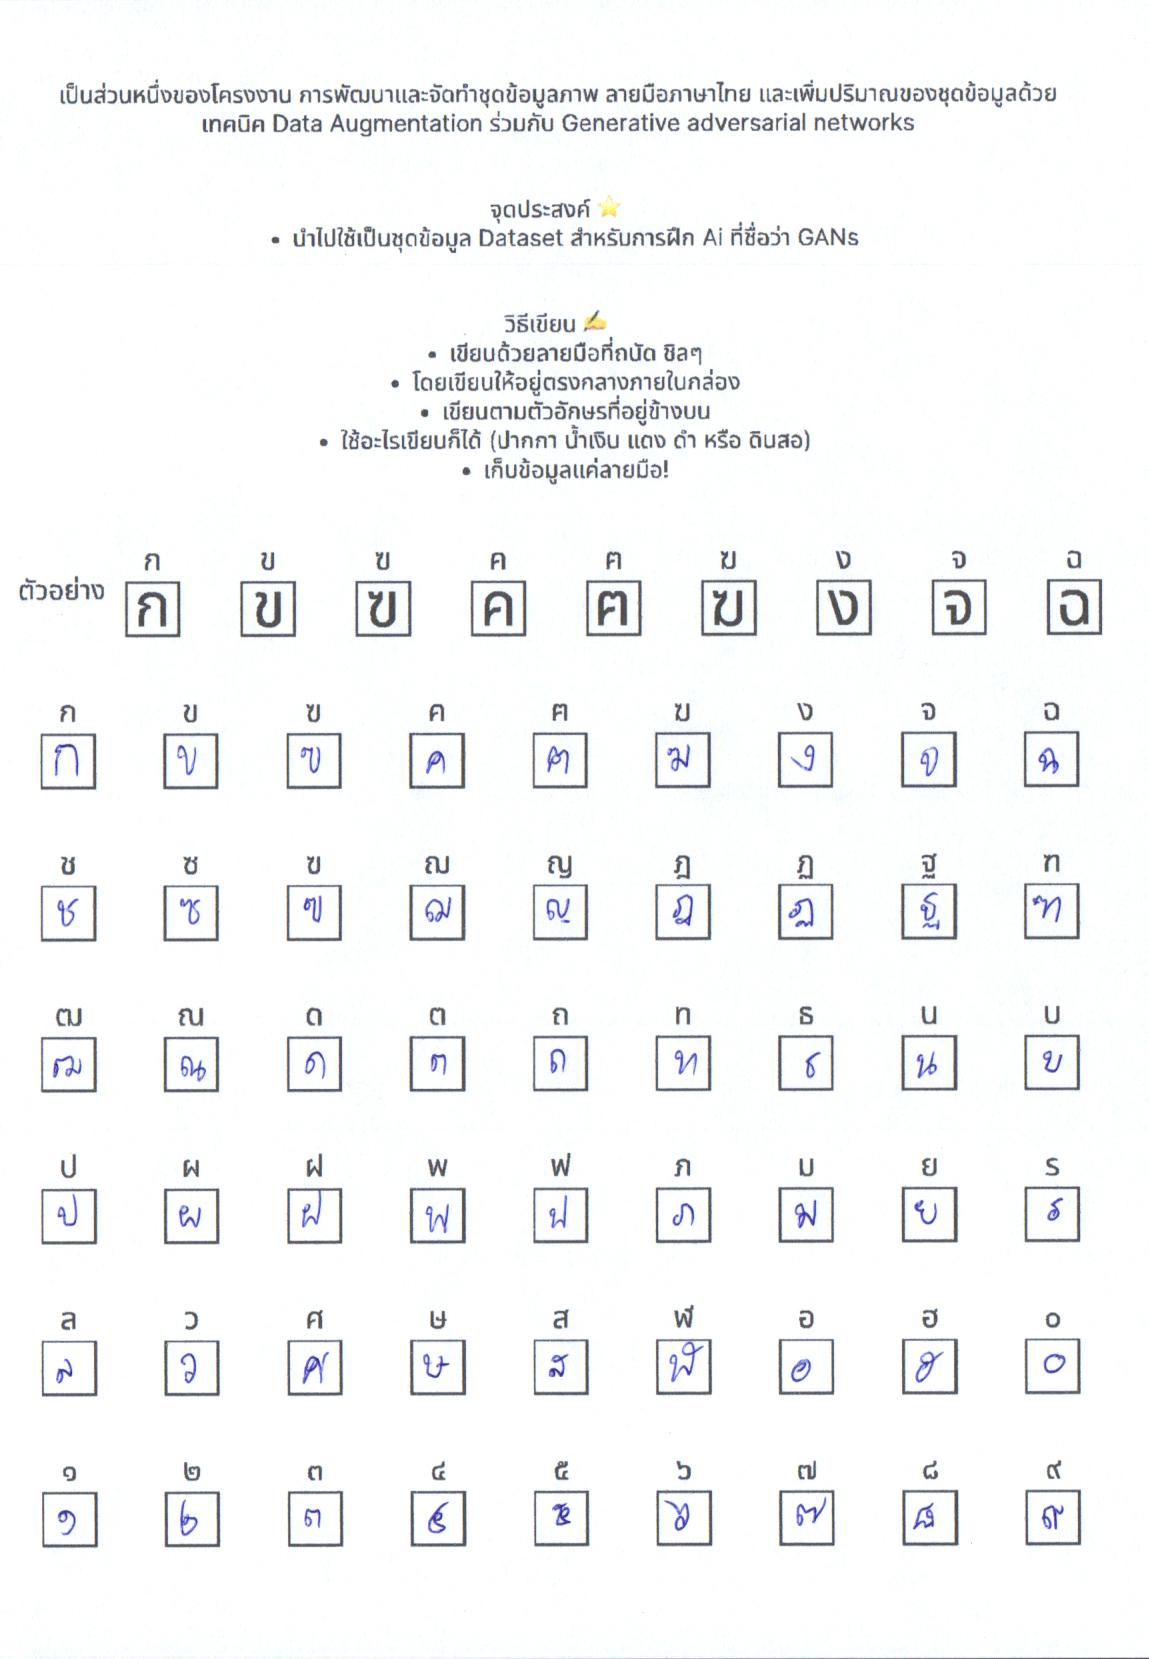 เป็นส่วนหนึ่งของโครงงาน การพัฒนาและจัดทำชุดข้อมูลภาพ ลายมือภาษาไทย และเพิ่มปริมาณของชุดข้อมูลด้วย
เทคนิค Data Augmentation ร่วมกับ Generative adversarial networks
จุดประสงค์ ⭐
• นำไปใช้เป็นชุดข้อมูล Dataset สำหรับการฝึก Ai ที่ชื่อว่า GANs
วิธีเขียน ✍
• เขียนด้วยลายมือที่ถนัด ชิลๆ
• โดยเขียนให้อยู่ตรงกลางภายในกล่อง
• เขียนตามตัวอักษรที่อยู่ข้างบน
• ใช้อะไรเขียนก็ได้ (ปากกา น้ำเงิน แดง ดำ หรือ ดินสอ)
• เก็บข้อมูลแค่ลายมือ!
ก ข ฃ ค ฅ ฆ ง จ ฉ
ตัวอย่าง ก ข ฃ ค ฅ ฆ ง จ ฉ
ก ข ฃ ค ฅ ฆ ง จ ฉ
ก ข ฃ ค ฅ ฆ ง จ ฉ
ช ซ ฃ ฌ ญ ฎ ฏ ฐ ฑ
ช ซ ฃ ฌ ญ ฎ ฏ ฐ ฑ
ฒ ณ ด ต ถ ท ธ น บ
ฒ ณ ด ต ถ ท ธ น บ
ป ผ ฝ พ ฟ ภ ม ย ร
ป ผ ฝ พ ฟ ภ ม ย ร
ล ว ศ ษ ส ฬ อ ฮ ๐
ล ว ศ ษ ส ฬ อ ฮ ๐
๑ ๒ ๓ ๔ ๕ ๖ ๗ ๘ ๙
๑ ๒ ๓ ๔ ๕ ๖ ๗ ๘ ๙